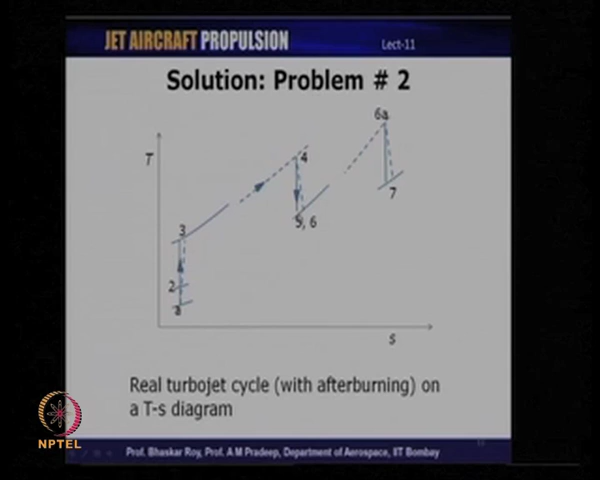 JET AIRCRAFT PROPULSION
Lect-11
Solution: Problem # 2
6a
T
4
7
5, 6
3
2
a
s
Real turbojet cycle (with afterburning) on
a T-s diagram
NPTEL
Prof. Bhaskar Roy, Prof. A M Pradeep, Department of Aerospace, IIT Bombay